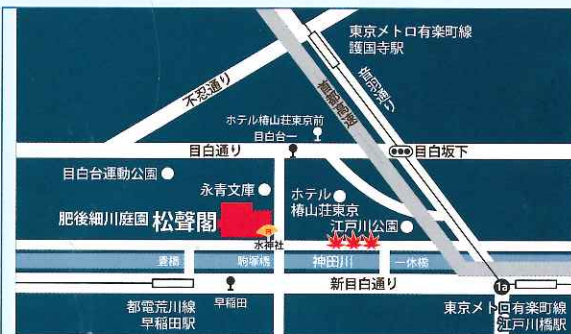 東京メトロ有楽町線
護国寺駅
不忍通り
首都高速
音羽通り
ホテル椿山荘東京前
目白台一
目白通り
目白坂下
目白台運動公園
永青文庫
ホテル
椿山荘東京
江戸川公園
肥後細川庭園 松聲閣
水神社
豊橋
駒塚橋
神田川
一休橋
新目白通り
1a
都電荒川線
早稲田駅
早稲田
東京メトロ有楽町線
江戸川橋駅